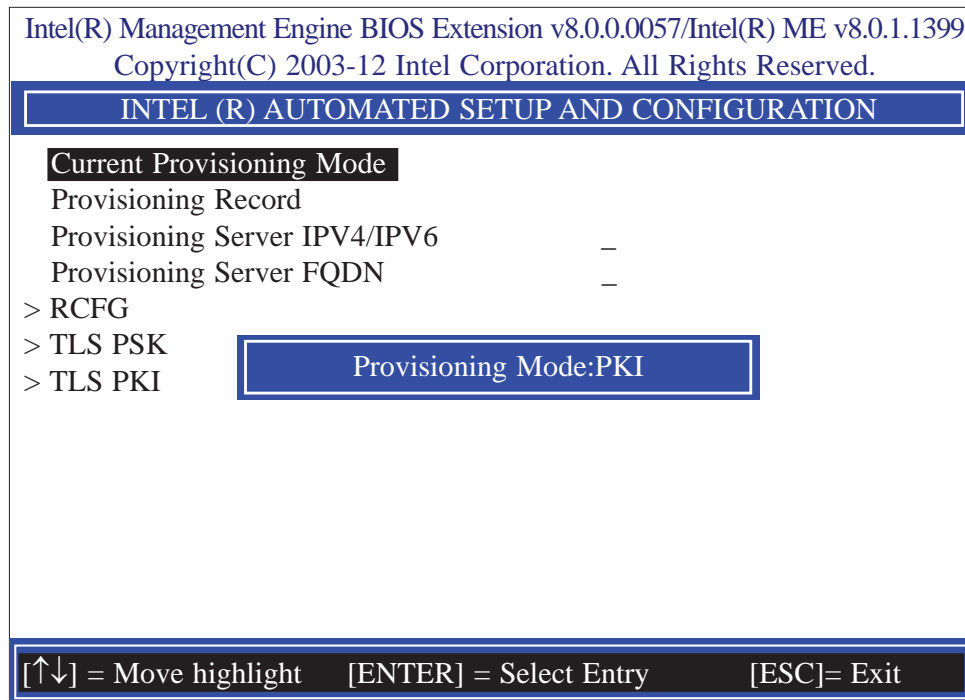 Intel(R) Management Engine BIOS Extension v8.0.0.0057/Intel(R) ME v8.0.1.1399
Copyright(C) 2003-12 Intel Corporation. All Rights Reserved.
INTEL (R) AUTOMATED SETUP AND CONFIGURATION
Current Provisioning Mode
Provisioning Record
Provisioning Server IPV4/IPV6 _
Provisioning Server FQDN _
> RCFG
> TLS PSK
> TLS PKI
Provisioning Mode:PKI
[↑↓] = Move highlight [ENTER] = Select Entry [ESC]= Exit